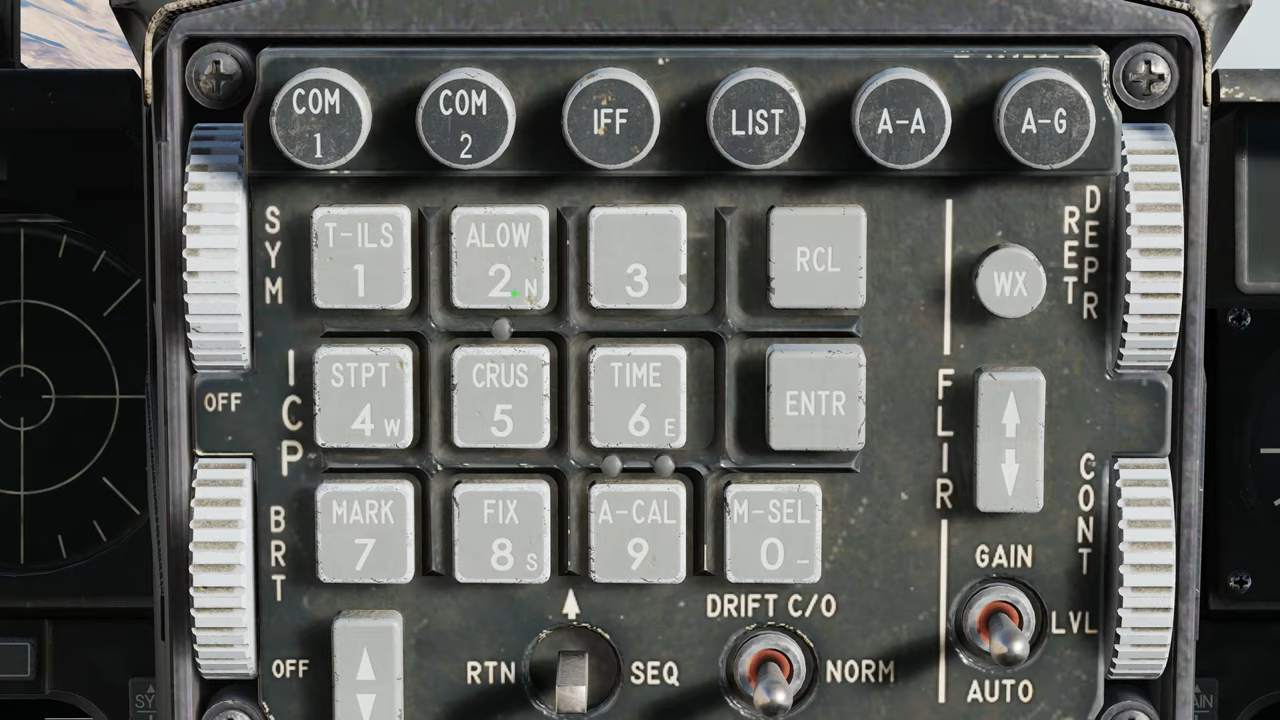 COM
1
COM
2
IFF
LIST
A-A
A-G
SYM
T-ILS
1
ALOW
2 N
3
RCL
WX
RET
DEPR
OFF
ICP
STPT
4 W
CRUS
5
TIME
6 E
ENTR
FLIR
BRT
MARK
7
FIX
8 S
A-CAL
9
M-SEL
0 -
CONT
GAIN
LVL
AUTO
DRIFT C/O
NORM
OFF
RTN
SEQ
SY